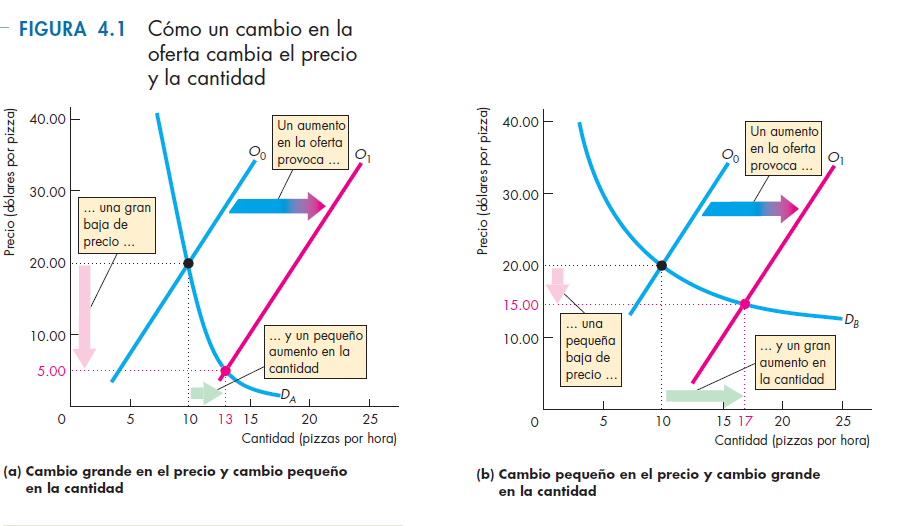 FIGURA 4.1 Cómo un cambio en la
oferta cambia el precio
y la cantidad
Precio (dólares por pizza)
40.00
30.00
20.00
10.00
5.00
0
5
10
13
15
20
25
Cantidad (pizzas por hora)
O0
O1
DA
Un aumento
en la oferta
provoca ...
... una gran
baja de
precio ...
... y un pequeño
aumento en la
cantidad
(a) Cambio grande en el precio y cambio pequeño
en la cantidad
Precio (dólares por pizza)
40.00
30.00
20.00
15.00
10.00
0
5
10
15
17
20
25
Cantidad (pizzas por hora)
O0
O1
DB
Un aumento
en la oferta
provoca ...
... una
pequeña
baja de
precio ...
... y un gran
aumento en
la cantidad
(b) Cambio pequeño en el precio y cambio grande
en la cantidad